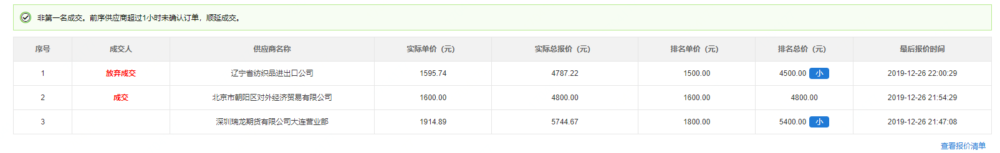 非第一名成交。前序供应商超过1小时未确认订单，顺延成交。
序号 成交人 供应商名称 实际单价（元） 实际总报价（元） 排名单价（元） 排名总价（元） 最后报价时间
1 放弃成交 辽宁省纺织品进出口公司 1595.74 4787.22 1500.00 4500.00 小 2019-12-26 22:00:29
2 成交 北京市朝阳区对外经济贸易有限公司 1600.00 4800.00 1600.00 4800.00 2019-12-26 21:54:29
3 深圳瑞龙期货有限公司大连营业部 1914.89 5744.67 1800.00 5400.00 小 2019-12-26 21:47:08
查看报价清单